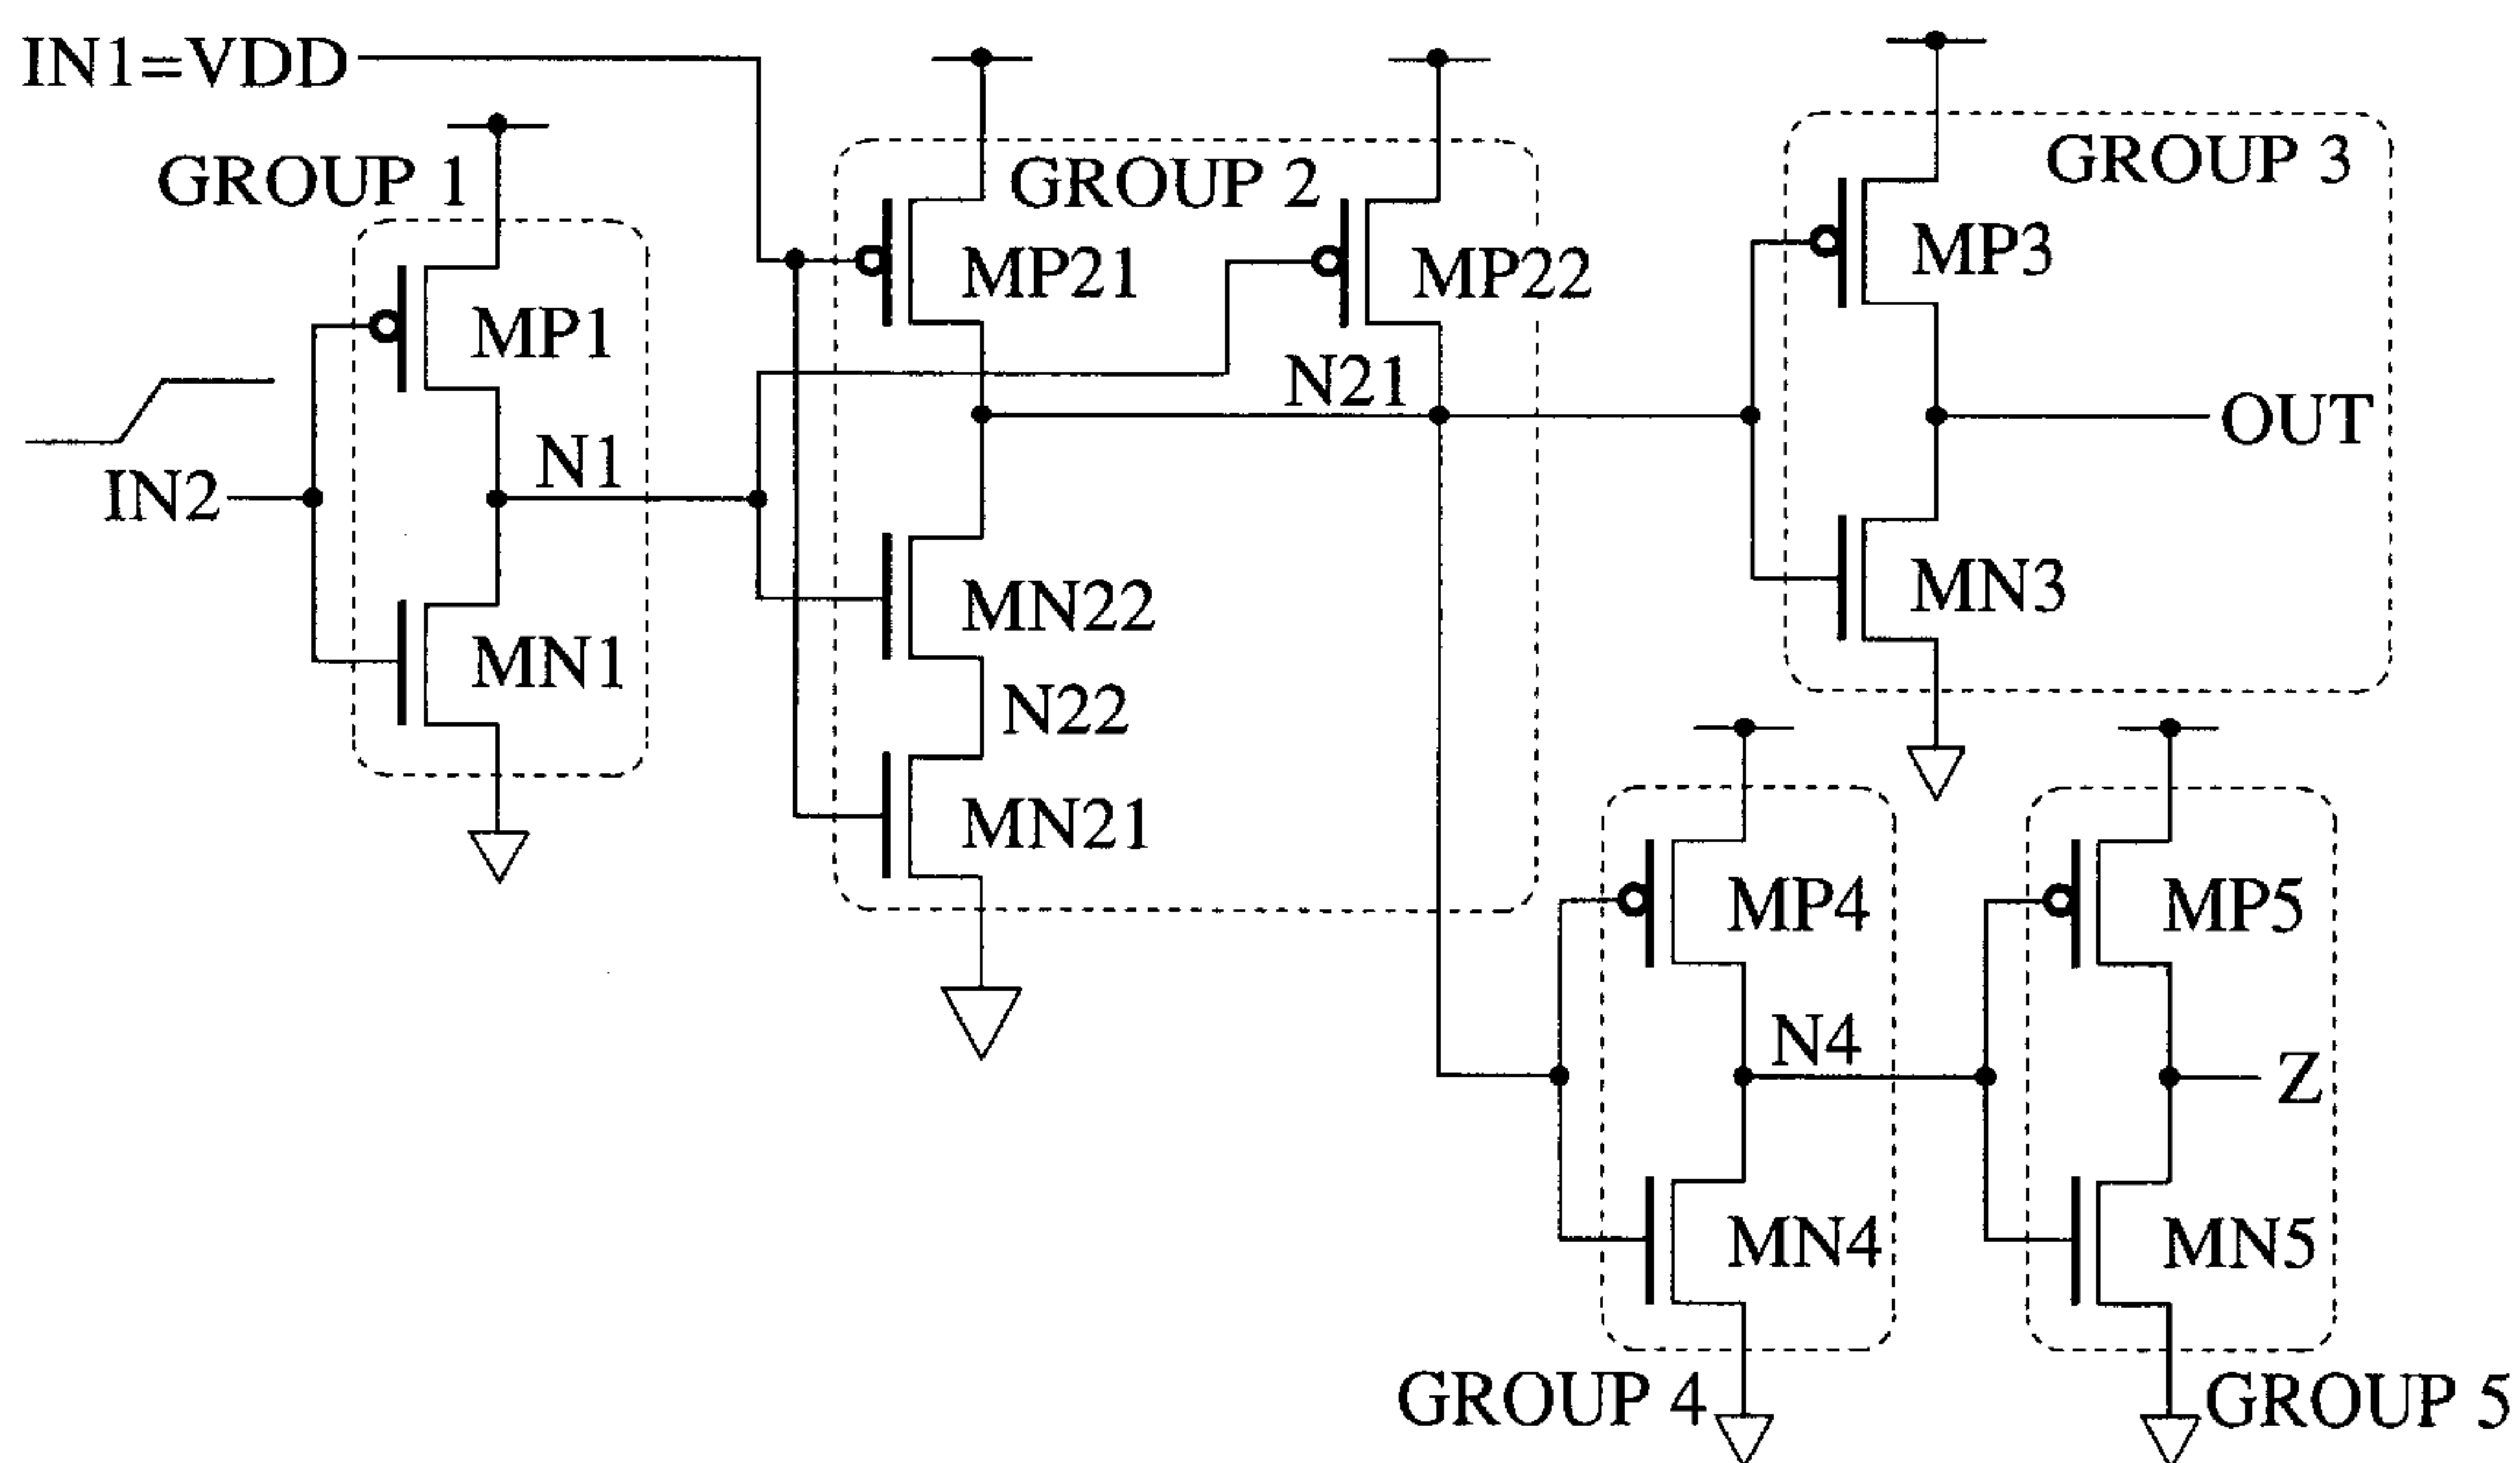 IN1=VDD
GROUP 1
GROUP 2
GROUP 3
MP1
MP21
MP22
MP3
N21
OUT
N1
IN2
MN22
MN3
MN1
N22
MN21
MP4
MP5
N4
Z
MN4
MN5
GROUP 4
GROUP 5